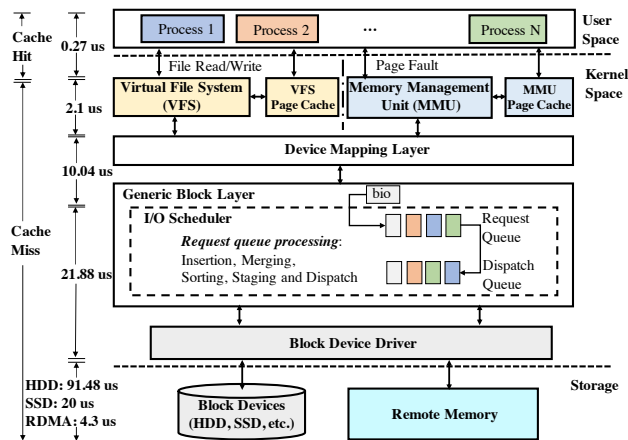 Cache
Hit
0.27 us
Process 1
Process 2
...
Process N
User
Space
File Read/Write
Page Fault
Kernel
Space
2.1 us
Virtual File System
(VFS)
VFS
Page Cache
Memory Management
Unit (MMU)
MMU
Page Cache
Device Mapping Layer
10.04 us
Generic Block Layer
bio
Cache
Miss
I/O Scheduler
Request queue processing:
Insertion, Merging,
Sorting, Staging and Dispatch
Request
Queue
Dispatch
Queue
21.88 us
Block Device Driver
Storage
HDD: 91.48 us
SSD: 20 us
RDMA: 4.3 us
Block Devices
(HDD, SSD, etc.)
Remote Memory